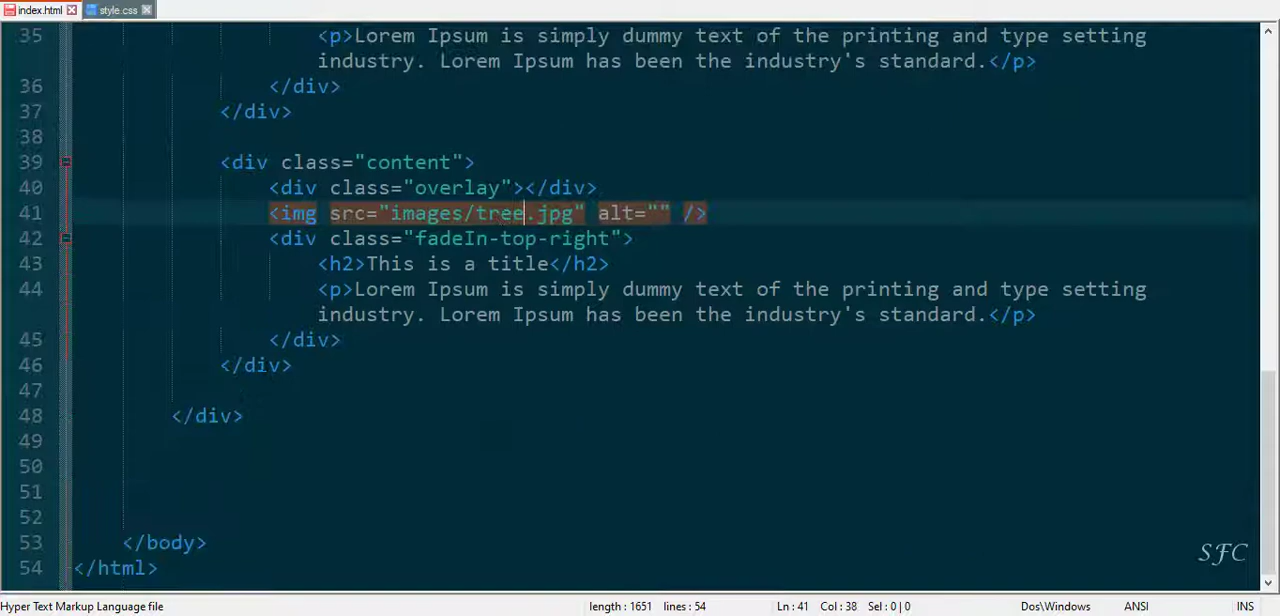 index.html style.css
35 <p>Lorem Ipsum is simply dummy text of the printing and type setting
industry. Lorem Ipsum has been the industry's standard.</p>
36 </div>
37 </div>
38
39 <div class="content">
40 <div class="overlay"></div>
41 <img src="images/tree.jpg" alt="" />
42 <div class="fadeIn-top-right">
43 <h2>This is a title</h2>
44 <p>Lorem Ipsum is simply dummy text of the printing and type setting
industry. Lorem Ipsum has been the industry's standard.</p>
45 </div>
46 </div>
47
48 </div>
49
50
51
52
53 </body>
54 </html>
SFC
Hyper Text Markup Language file length : 1651 lines : 54 Ln : 41 Col : 38 Sel : 0 | 0 Dos\Windows ANSI INS